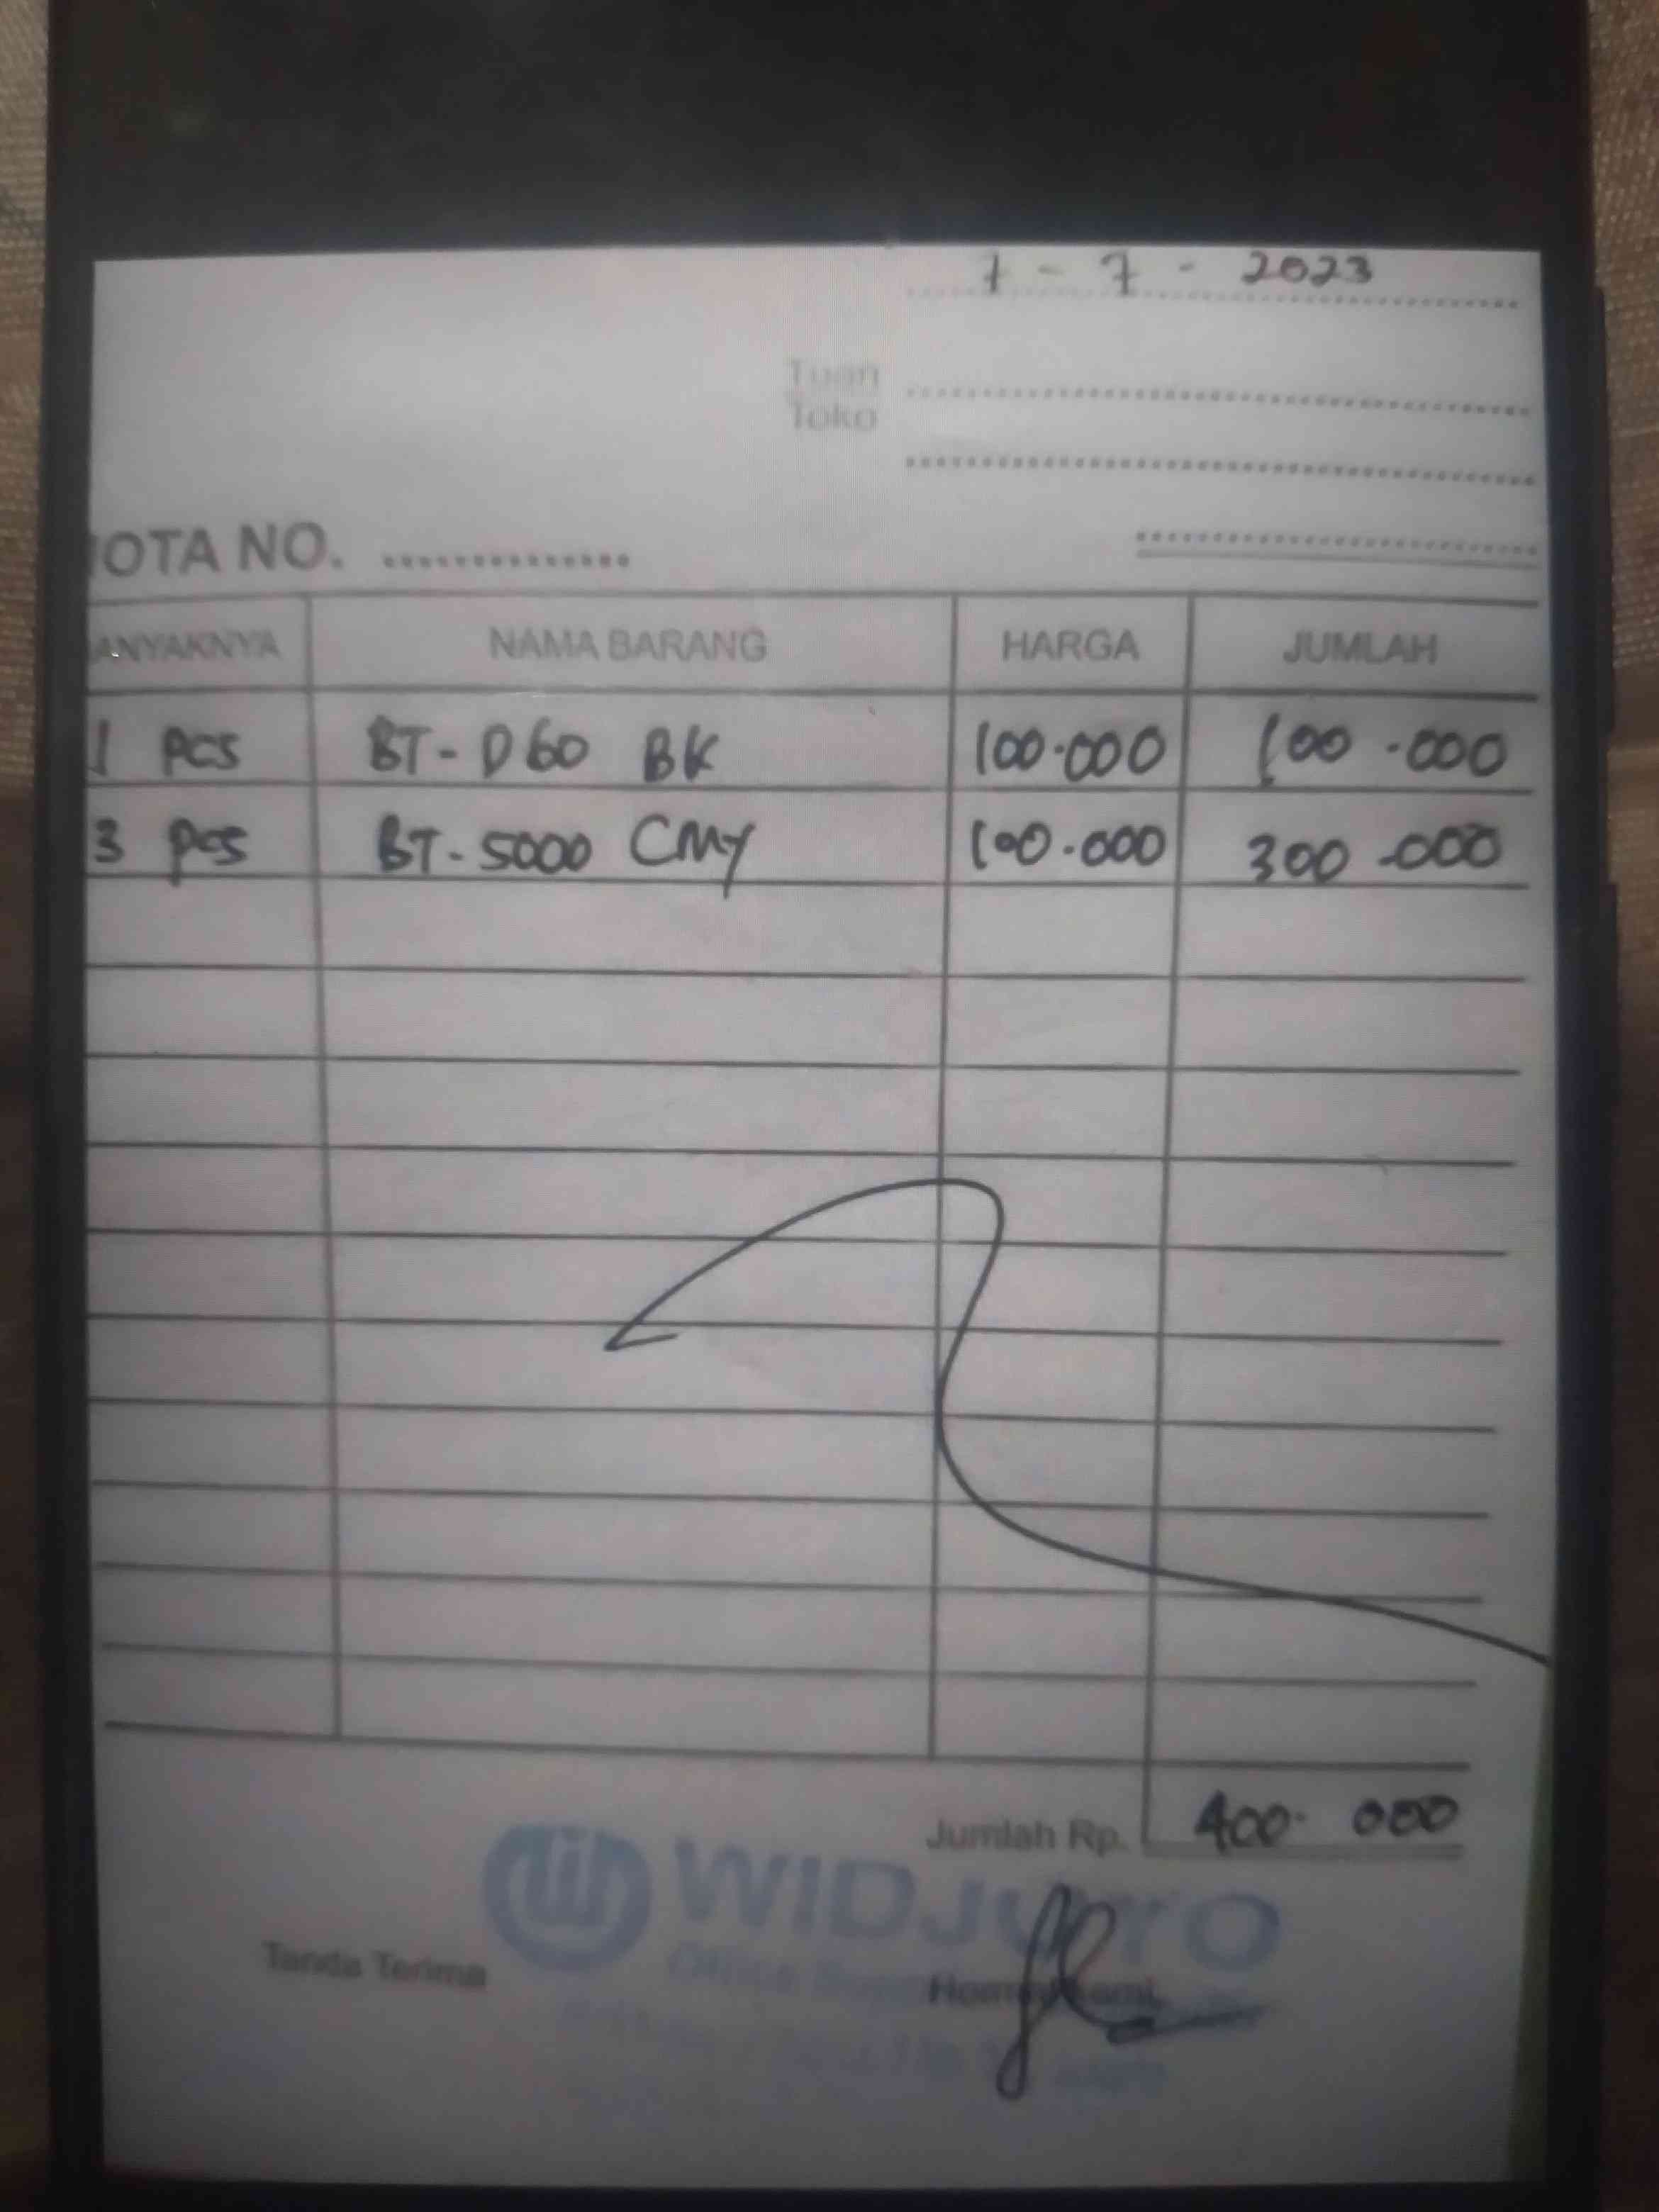 7 - 7 - 2023
Tuan
Toko
OTA NO. ..............
ANYAKNYA NAMA BARANG HARGA JUMLAH
1 pcs BT-D60 BK 100.000 100.000
3 pcs BT-5000 CMY 100.000 300.000
Jumlah Rp. 400.000
WIDJOYO
Tanda Terima
Office
Hormat kami,